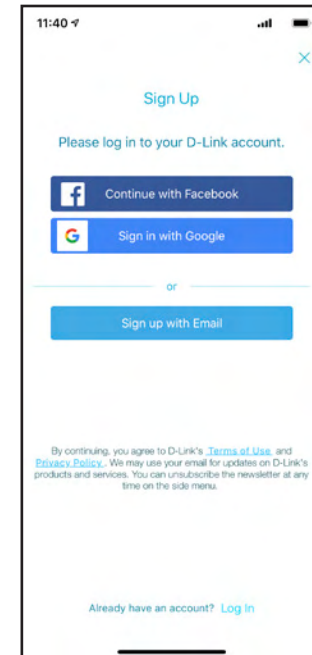 11:40
Sign Up
Please log in to your D-Link account.
Continue with Facebook
Sign in with Google
or
Sign up with Email
By continuing, you agree to D-Link's Terms of Use and
Privacy Policy. We may use your email for updates on D-Link's
products and services. You can unsubscribe the newsletter at any
time on the side menu.
Already have an account? Log In